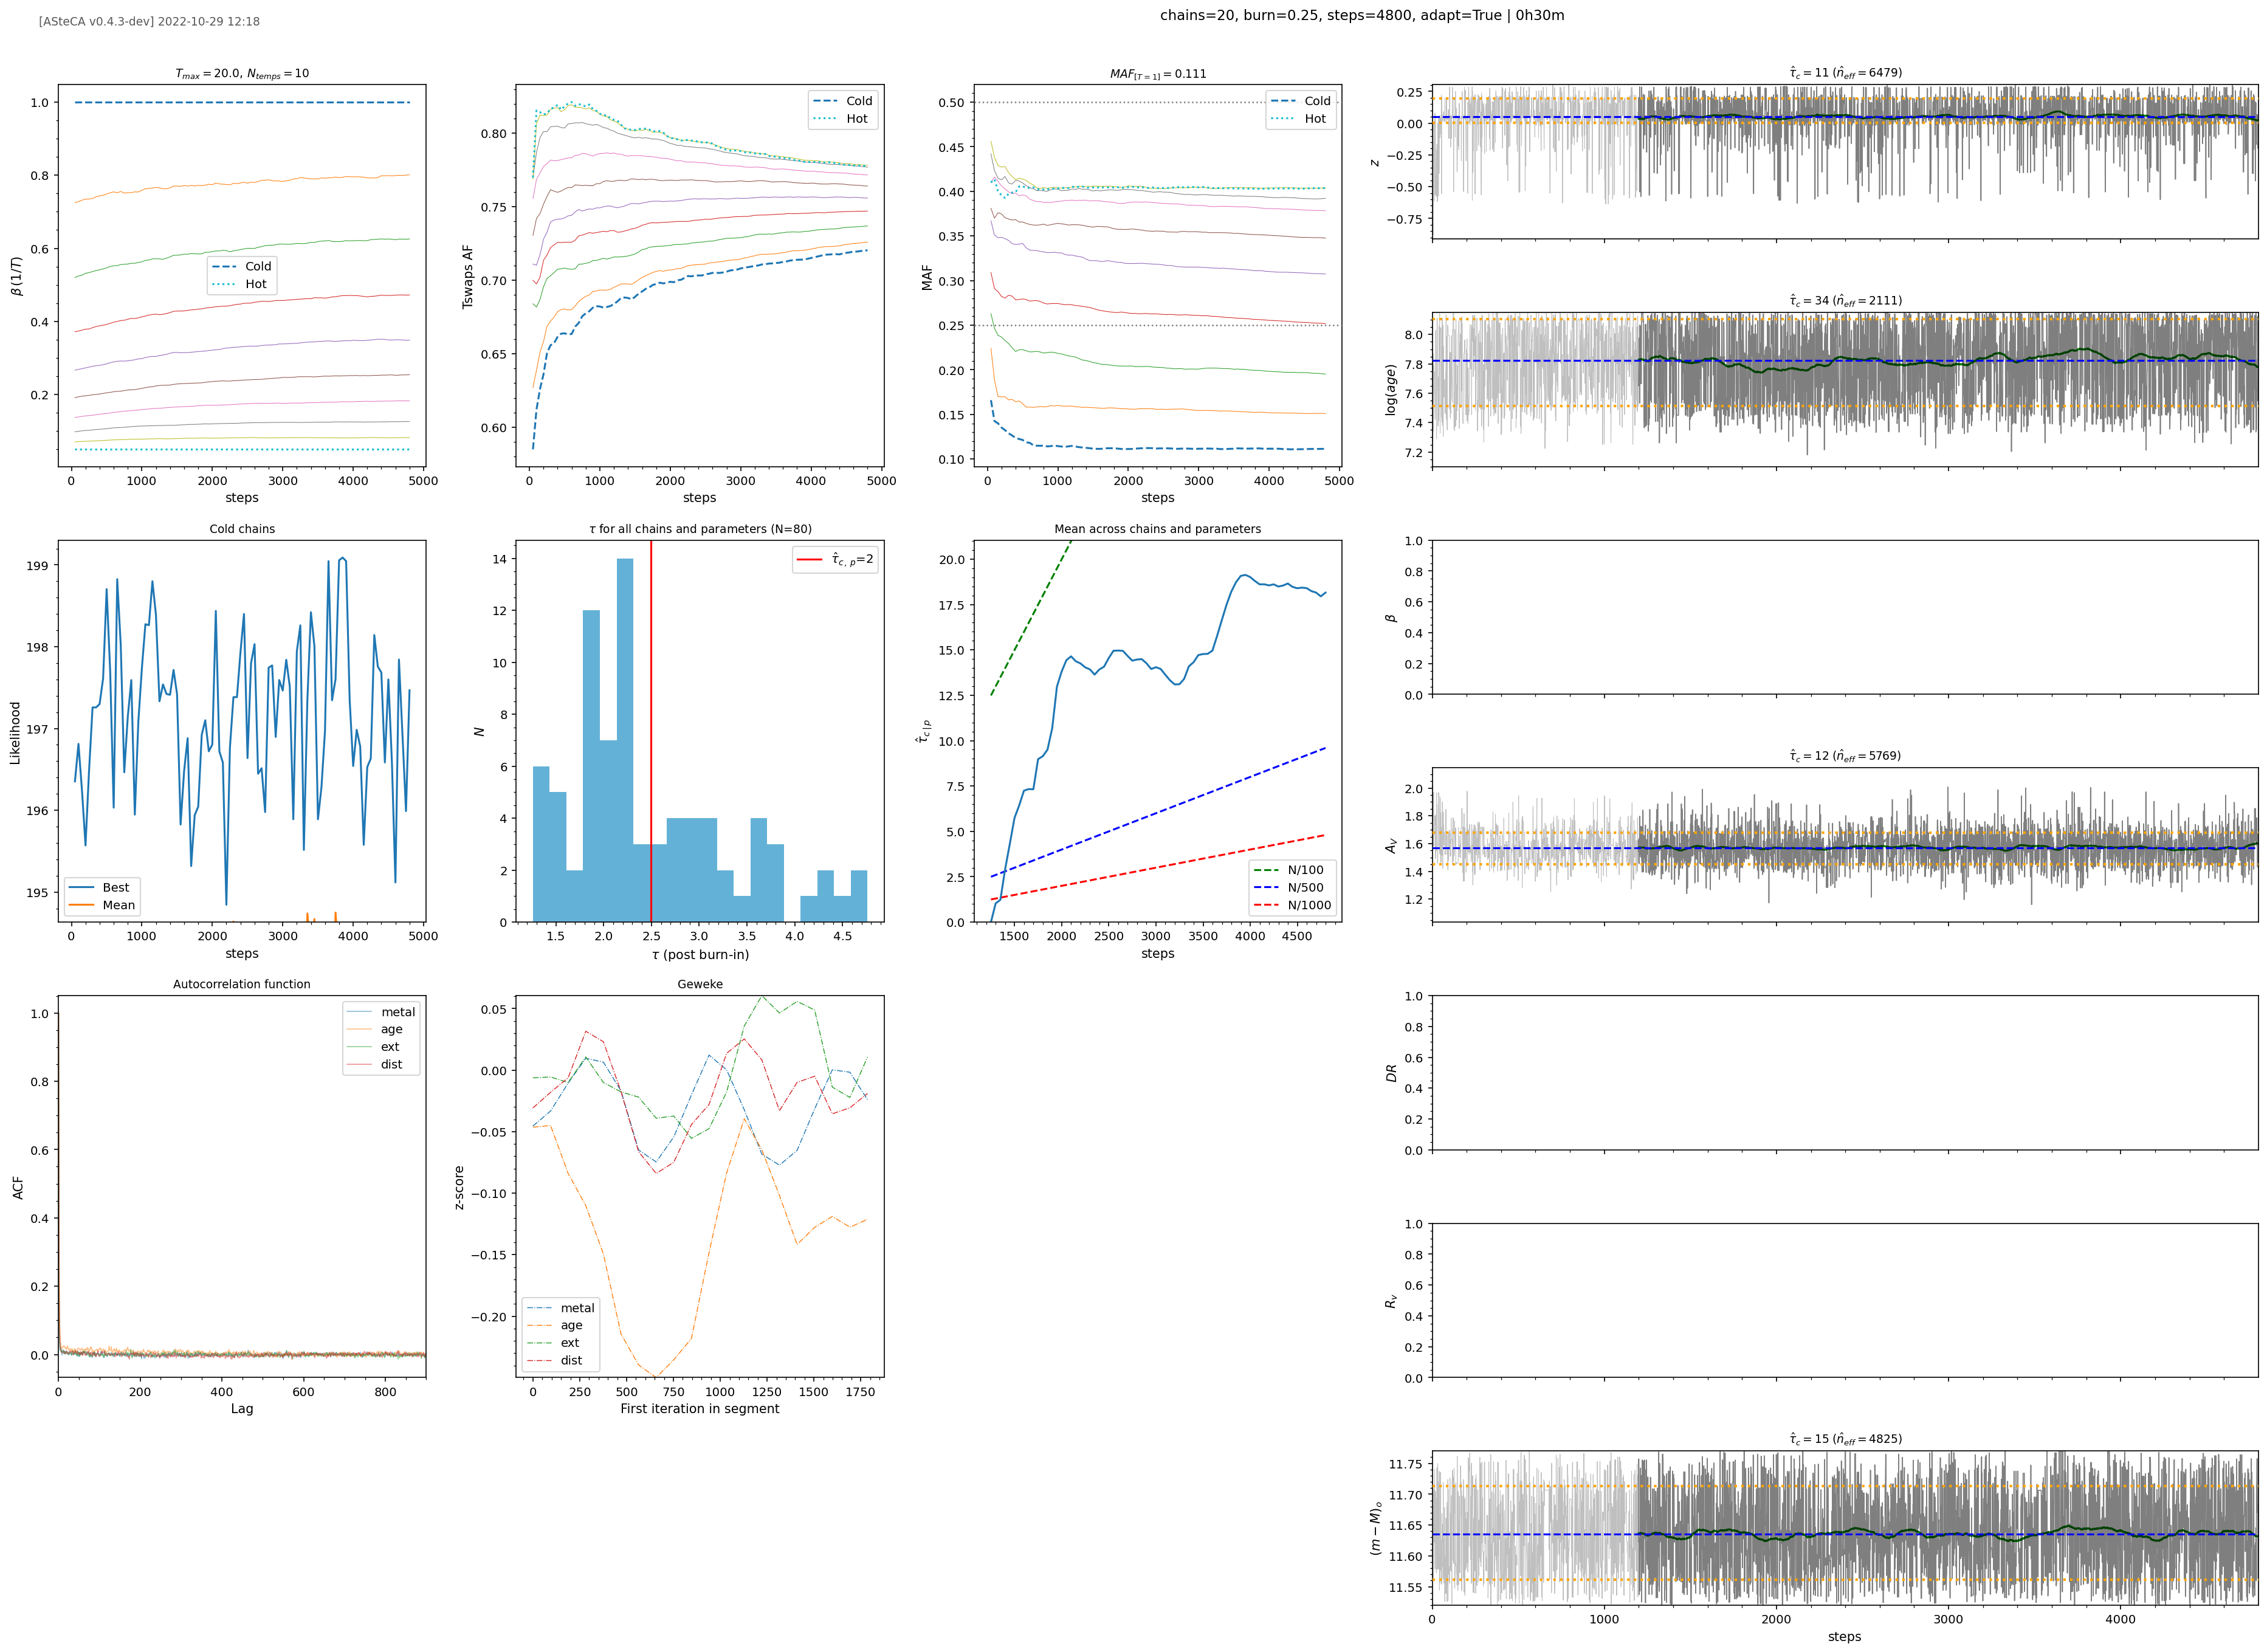 [ASteCA v0.4.3-dev] 2022-10-29 12:18
chains=20, burn=0.25, steps=4800, adapt=True | 0h30m
T_max = 20.0, N_temps = 10
1.0
0.8
0.6
0.4
0.2
β (1/T)
Cold
Hot
0 1000 2000 3000 4000 5000
steps
0.80
0.75
0.70
0.65
0.60
Tswaps AF
Cold
Hot
0 1000 2000 3000 4000 5000
steps
MAF_[T=1] = 0.111
0.50
0.45
0.40
0.35
0.30
0.25
0.20
0.15
0.10
MAF
Cold
Hot
0 1000 2000 3000 4000 5000
steps
τ̂_c = 11 (n̂_eff = 6479)
0.25
0.00
−0.25
−0.50
−0.75
z
τ̂_c = 34 (n̂_eff = 2111)
8.0
7.8
7.6
7.4
7.2
log(age)
Cold chains
199
198
197
196
195
Likelihood
Best
Mean
0 1000 2000 3000 4000 5000
steps
τ for all chains and parameters (N=80)
14
12
10
8
6
4
2
0
N
τ̂_c, p=2
1.5 2.0 2.5 3.0 3.5 4.0 4.5
τ (post burn-in)
Mean across chains and parameters
20.0
17.5
15.0
12.5
10.0
7.5
5.0
2.5
0.0
τ̂_c | p
N/100
N/500
N/1000
1500 2000 2500 3000 3500 4000 4500
steps
1.0
0.8
0.6
0.4
0.2
0.0
β
τ̂_c = 12 (n̂_eff = 5769)
2.0
1.8
1.6
1.4
1.2
A_V
Autocorrelation function
1.0
0.8
0.6
0.4
0.2
0.0
ACF
metal
age
ext
dist
0 200 400 600 800
Lag
Geweke
0.05
0.00
−0.05
−0.10
−0.15
−0.20
z-score
metal
age
ext
dist
0 250 500 750 1000 1250 1500 1750
First iteration in segment
1.0
0.8
0.6
0.4
0.2
0.0
DR
1.0
0.8
0.6
0.4
0.2
0.0
R_v
τ̂_c = 15 (n̂_eff = 4825)
11.75
11.70
11.65
11.60
11.55
(m − M)_o
0 1000 2000 3000 4000
steps